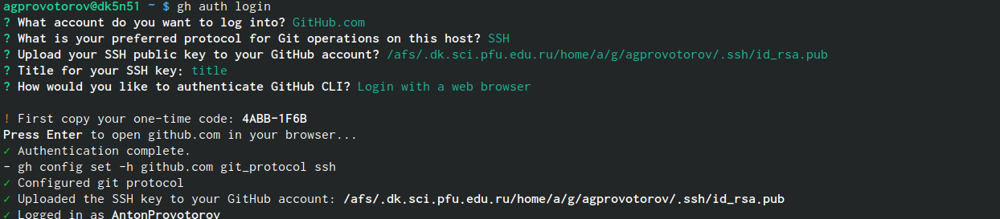 agprovotorov@dk5n51 ~ $ gh auth login
? What account do you want to log into? GitHub.com
? What is your preferred protocol for Git operations on this host? SSH
? Upload your SSH public key to your GitHub account? /afs/.dk.sci.pfu.edu.ru/home/a/g/agprovotorov/.ssh/id_rsa.pub
? Title for your SSH key: title
? How would you like to authenticate GitHub CLI? Login with a web browser
! First copy your one-time code: 4ABB-1F6B
Press Enter to open github.com in your browser...
✓ Authentication complete.
- gh config set -h github.com git_protocol ssh
✓ Configured git protocol
✓ Uploaded the SSH key to your GitHub account: /afs/.dk.sci.pfu.edu.ru/home/a/g/agprovotorov/.ssh/id_rsa.pub
✓ Logged in as AntonProvotorov